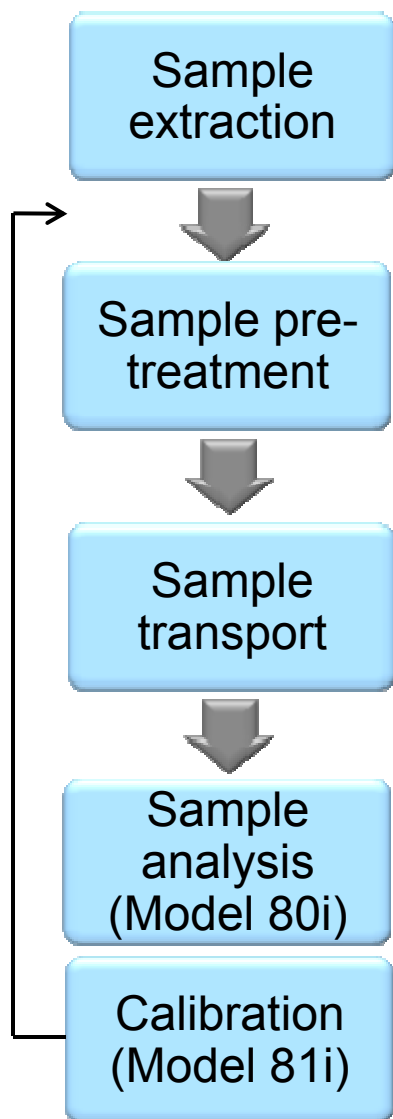 Sample
extraction
Sample pre-
treatment
Sample
transport
Sample
analysis
(Model 80i)
Calibration
(Model 81i)